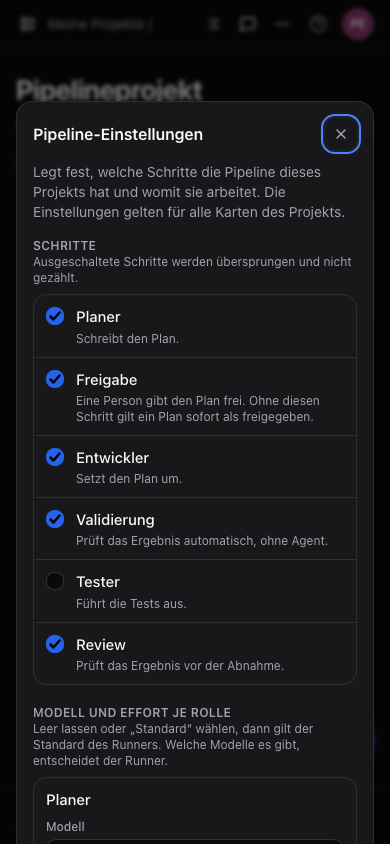 Meine Projekte /
PE
Pipelineprojekt
Pipeline-Einstellungen
Legt fest, welche Schritte die Pipeline dieses
Projekts hat und womit sie arbeitet. Die
Einstellungen gelten für alle Karten des Projekts.
SCHRITTE
Ausgeschaltete Schritte werden übersprungen und nicht
gezählt.
Planer
Schreibt den Plan.
Freigabe
Eine Person gibt den Plan frei. Ohne diesen
Schritt gilt ein Plan sofort als freigegeben.
Entwickler
Setzt den Plan um.
Validierung
Prüft das Ergebnis automatisch, ohne Agent.
Tester
Führt die Tests aus.
Review
Prüft das Ergebnis vor der Abnahme.
MODELL UND EFFORT JE ROLLE
Leer lassen oder „Standard“ wählen, dann gilt der
Standard des Runners. Welche Modelle es gibt,
entscheidet der Runner.
Planer
Modell